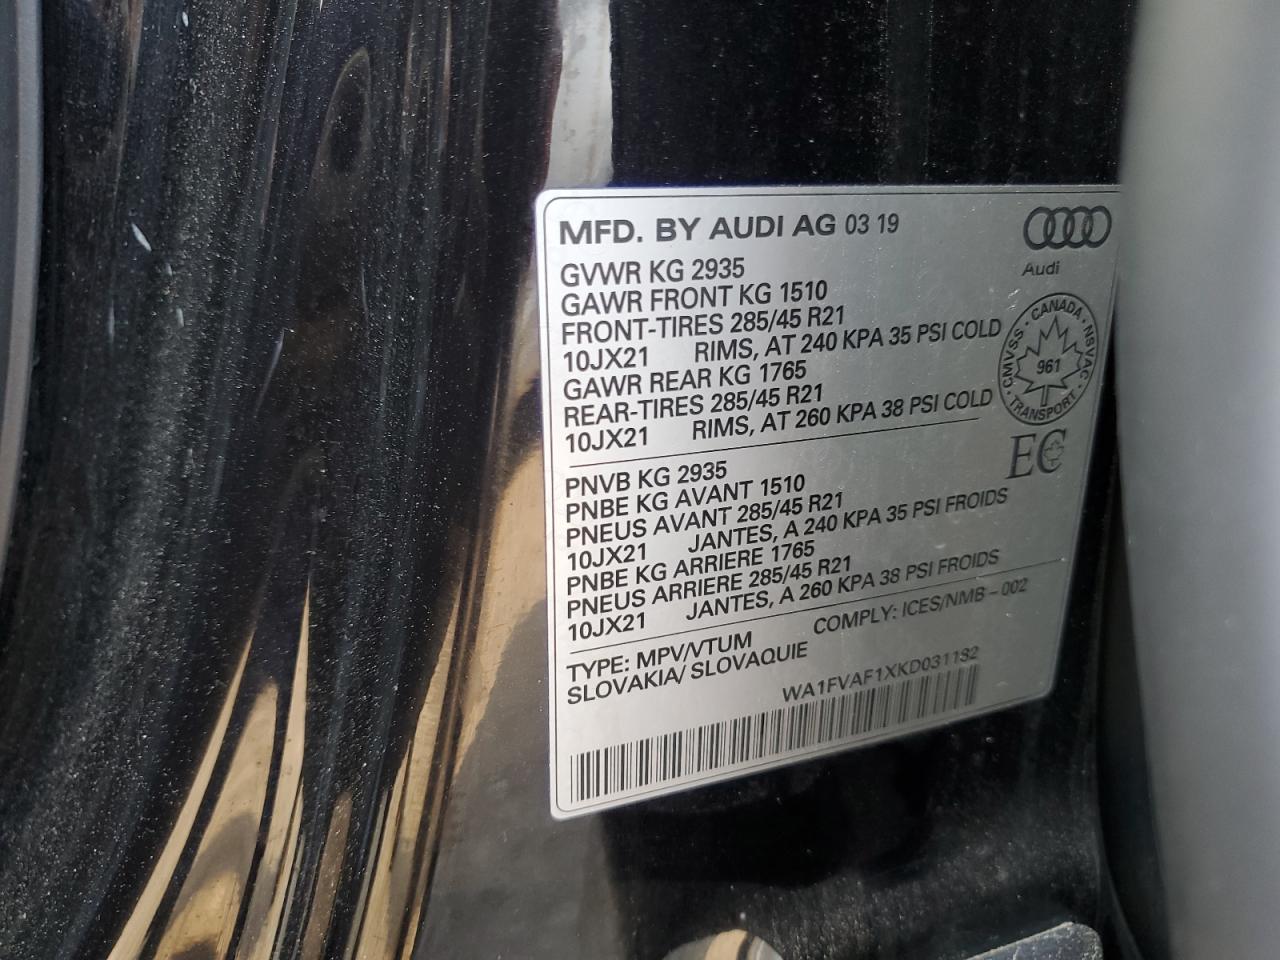 MFD. BY AUDI AG 03 19
Audi
GVWR KG 2935
GAWR FRONT KG 1510
FRONT-TIRES 285/45 R21
10JX21 RIMS, AT 240 KPA 35 PSI COLD
GAWR REAR KG 1765
REAR-TIRES 285/45 R21
10JX21 RIMS, AT 260 KPA 38 PSI COLD
CMVSS · CANADA · NSVAC
961
TRANSPORT
EC
PNVB KG 2935
PNBE KG AVANT 1510
PNEUS AVANT 285/45 R21
10JX21 JANTES, A 240 KPA 35 PSI FROIDS
PNBE KG ARRIERE 1765
PNEUS ARRIERE 285/45 R21
10JX21 JANTES, A 260 KPA 38 PSI FROIDS
TYPE: MPV/VTUM COMPLY: ICES/NMB-002
SLOVAKIA/ SLOVAQUIE
WA1FVAF1XKD031192